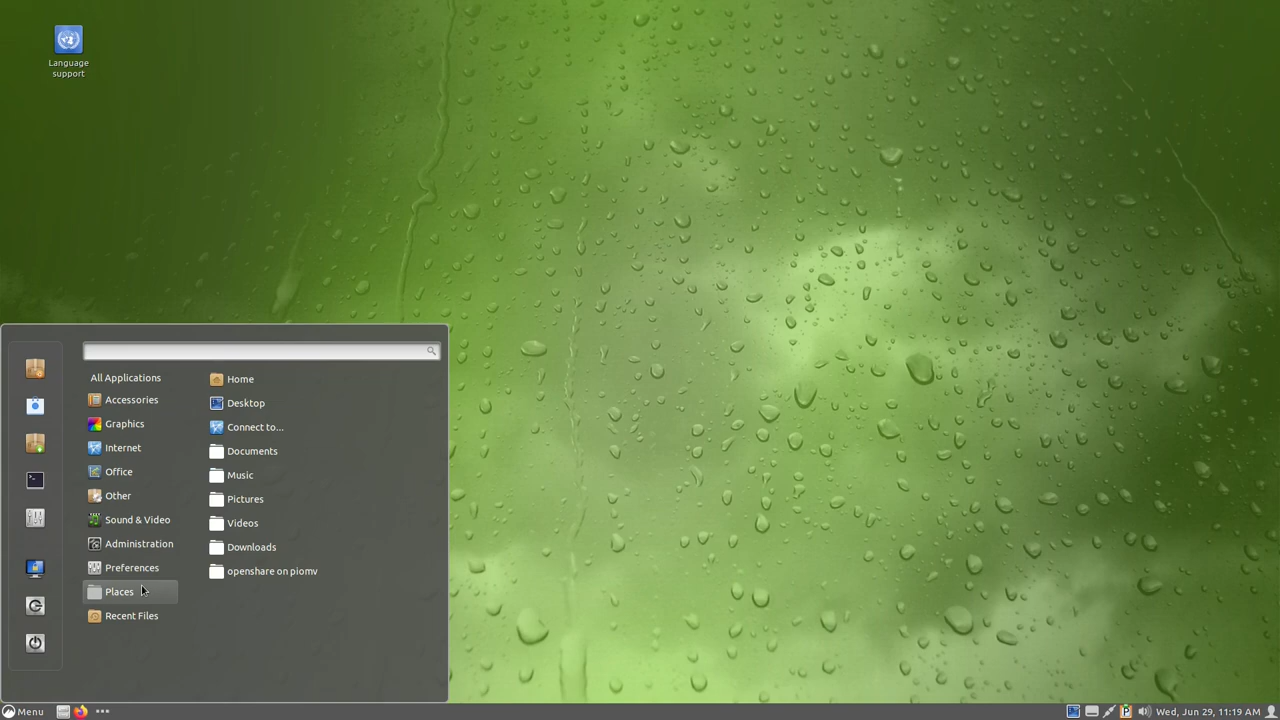 Language
support
All Applications
Accessories
Graphics
Internet
Office
Other
Sound & Video
Administration
Preferences
Places
Recent Files
Home
Desktop
Connect to...
Documents
Music
Pictures
Videos
Downloads
openshare on piomv
Menu
Wed, Jun 29, 11:19 AM